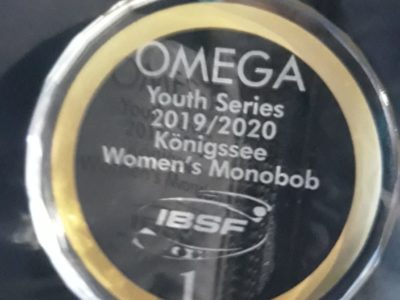 OMEGA
Youth Series
2019/2020
Königssee
Women's Monobob
IBSF
1